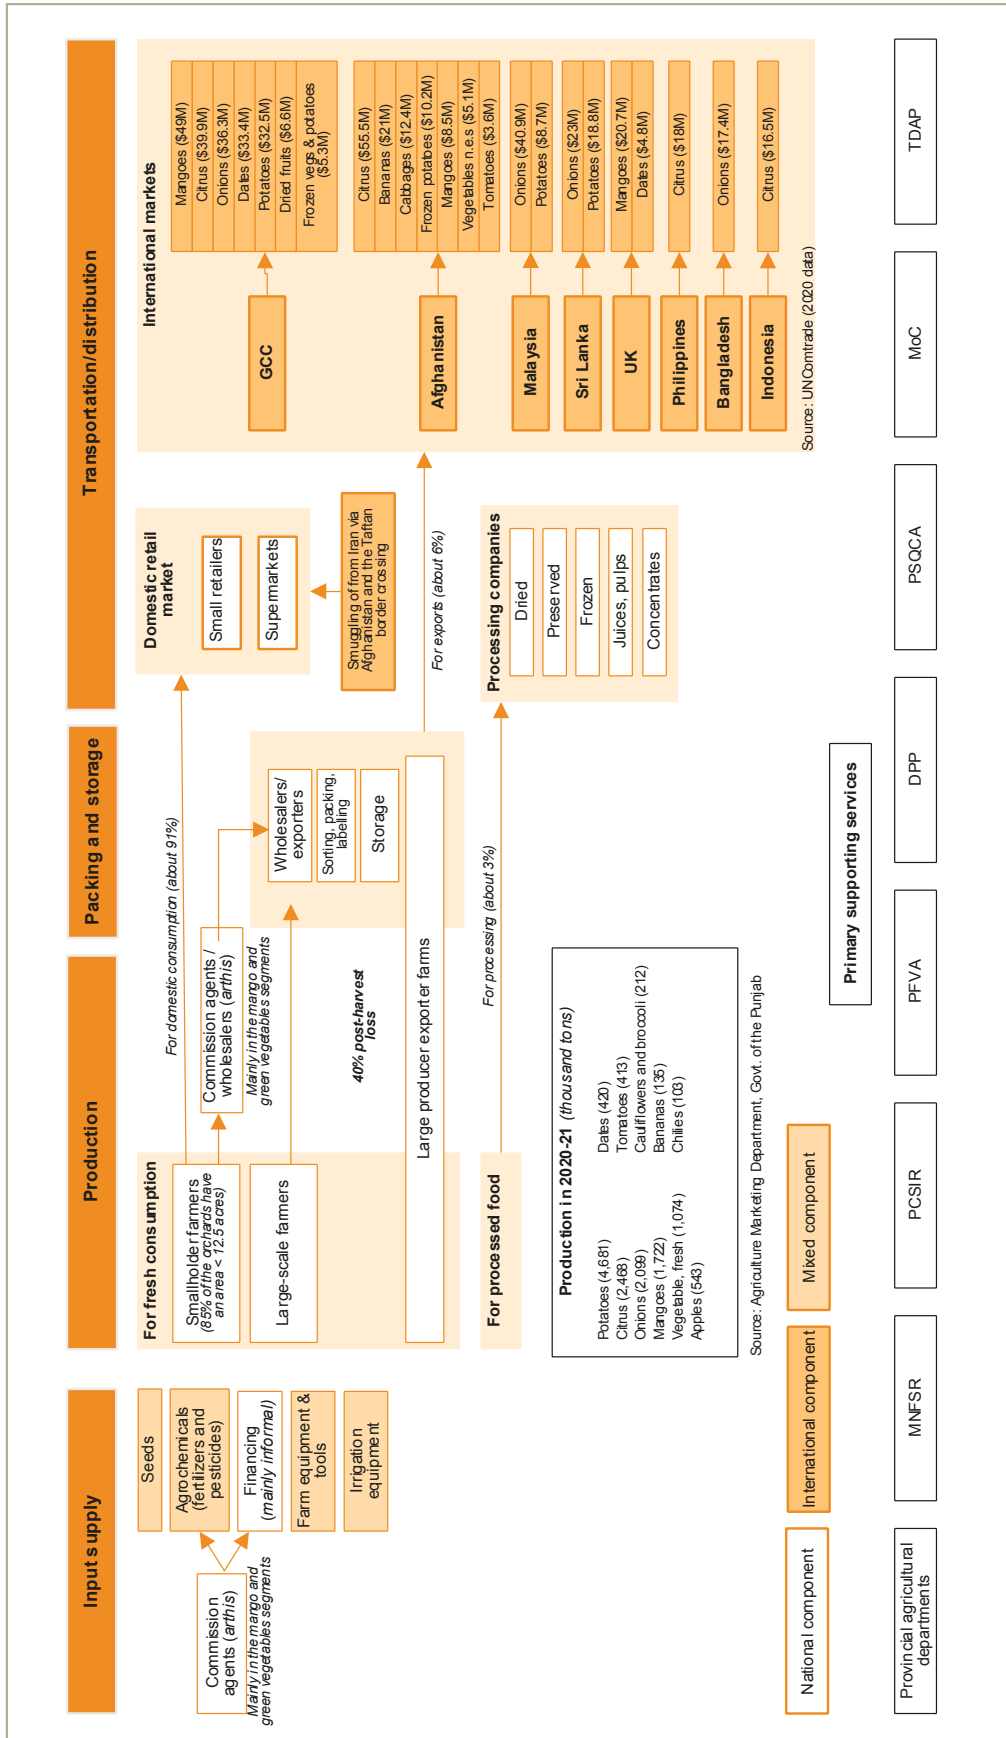 Input supply
Production
Packing and storage
Transportation/distribution
Commission
agents (arthis)
Mainly in the mango and
green vegetables segments
Seeds
Agrochemicals
(fertilizers and
pesticides)
Financing
(mainly informal)
Farm equipment &
tools
Irrigation
equipment
For fresh consumption
Smallholder farmers
(85% of the orchards have
an area < 12.5 acres)
Large-scale farmers
Commission agents /
wholesalers (arthis)
Mainly in the mango and
green vegetables segments
40% post-harvest
loss
Large producer exporter farms
For domestic consumption (about 91%)
Wholesalers/
exporters
Sorting, packing,
labelling
Storage
Domestic retail
market
Small retailers
Supermarkets
Smuggling of from Iran via
Afghanistan and the Taftan
border crossing
For exports (about 6%)
For processed food
For processing (about 3%)
Processing companies
Dried
Preserved
Frozen
Juices, pulps
Concentrates
International markets
GCC
Mangoes ($49M)
Citrus ($39.9M)
Onions ($36.3M)
Dates ($33.4M)
Potatoes ($32.5M)
Dried fruits ($6.6M)
Frozen vegs & potatoes
($5.3M)
Afghanistan
Citrus ($55.5M)
Bananas ($21M)
Cabbages ($12.4M)
Frozen potatoes ($10.2M)
Mangoes ($8.5M)
Vegetables n.e.s ($5.1M)
Tomatoes ($3.6M)
Malaysia
Onions ($40.9M)
Potatoes ($8.7M)
Sri Lanka
Onions ($23M)
Potatoes ($18.8M)
UK
Mangoes ($20.7M)
Dates ($4.8M)
Philippines
Citrus ($18M)
Bangladesh
Onions ($17.4M)
Indonesia
Citrus ($16.5M)
Source: UNComtrade (2020 data)
Production in 2020-21 (thousand tons)
Potatoes (4,681)
Citrus (2,468)
Onions (2,099)
Mangoes (1,722)
Vegetable, fresh (1,074)
Apples (543)
Dates (420)
Tomatoes (413)
Cauliflowers and broccoli (212)
Bananas (135)
Chilies (103)
Source: Agriculture Marketing Department, Govt. of the Punjab
National component
International component
Mixed component
Primary supporting services
Provincial agricultural
departments
MNFSR
PCSIR
PFVA
DPP
PSQCA
MoC
TDAP